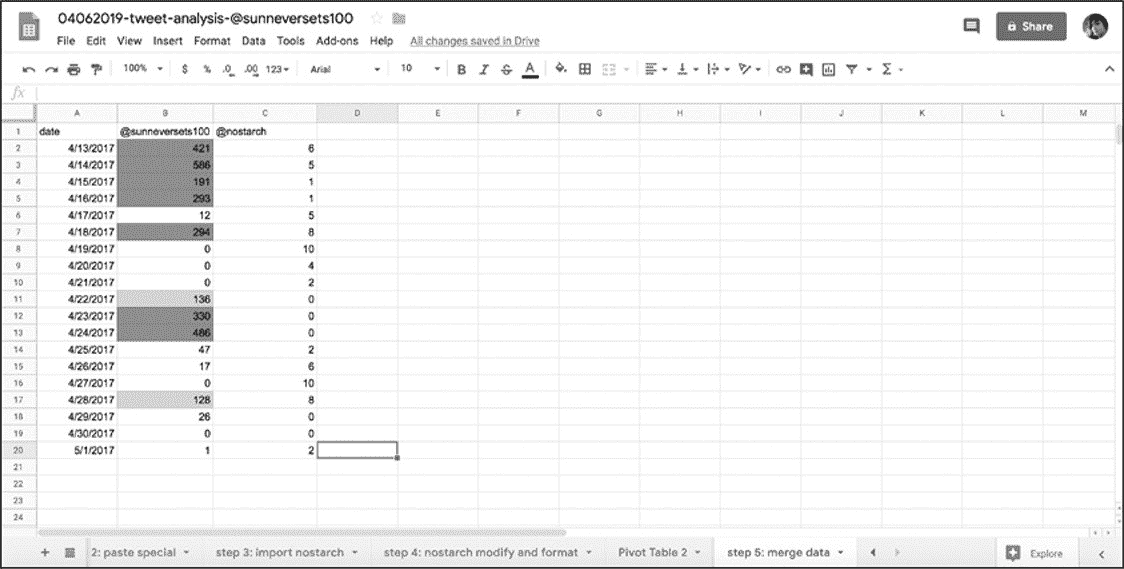 04062019-tweet-analysis-@sunneversets100
File Edit View Insert Format Data Tools Add-ons Help All changes saved in Drive
Share
100% $ % .0 .00 123 Arial 10 B I S A Σ
fx
A B C D E F G H I J K L M
1 date @sunneversets100 @nostarch
2 4/13/2017 421 6
3 4/14/2017 586 5
4 4/15/2017 191 1
5 4/16/2017 293 1
6 4/17/2017 12 5
7 4/18/2017 294 8
8 4/19/2017 0 10
9 4/20/2017 0 4
10 4/21/2017 0 2
11 4/22/2017 136 0
12 4/23/2017 330 0
13 4/24/2017 486 0
14 4/25/2017 47 2
15 4/26/2017 17 6
16 4/27/2017 0 10
17 4/28/2017 128 8
18 4/29/2017 26 0
19 4/30/2017 0 0
20 5/1/2017 1 2
21
22
23
24
+ 2: paste special step 3: import nostarch step 4: nostarch modify and format Pivot Table 2 step 5: merge data Explore